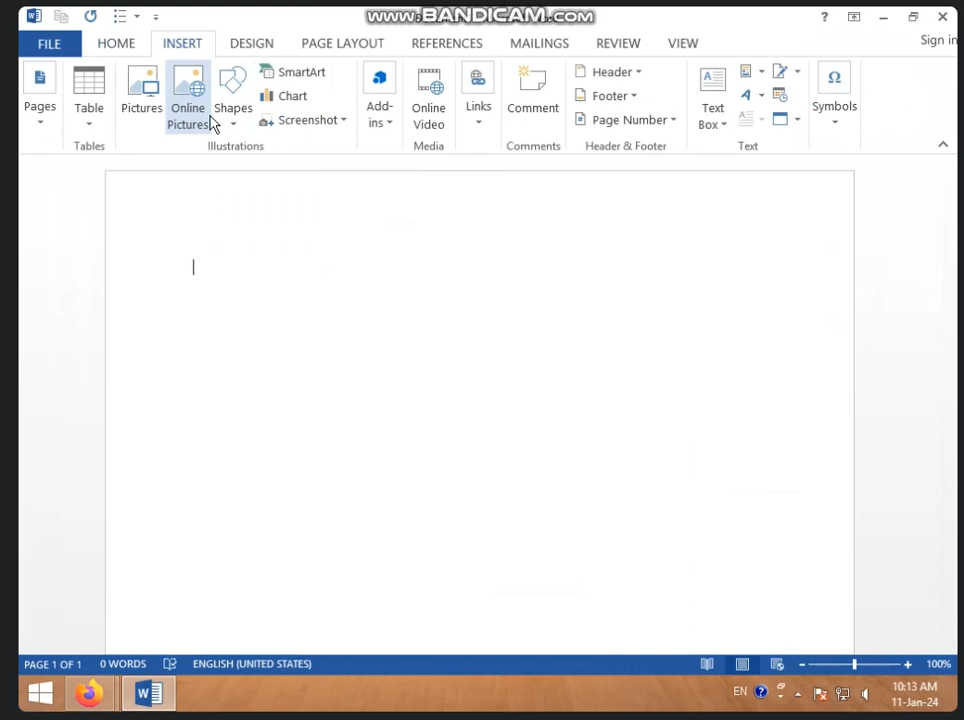 www.BANDICAM.com
FILE HOME INSERT DESIGN PAGE LAYOUT REFERENCES MAILINGS REVIEW VIEW Sign in
Pages
Table
Pictures
Online Pictures
Shapes
SmartArt
Chart
Screenshot
Add-ins
Online Video
Links
Comment
Header
Footer
Page Number
Text Box
Symbols
Tables Illustrations Media Comments Header & Footer Text
PAGE 1 OF 1 0 WORDS ENGLISH (UNITED STATES) 100%
EN 10:13 AM
11-Jan-24